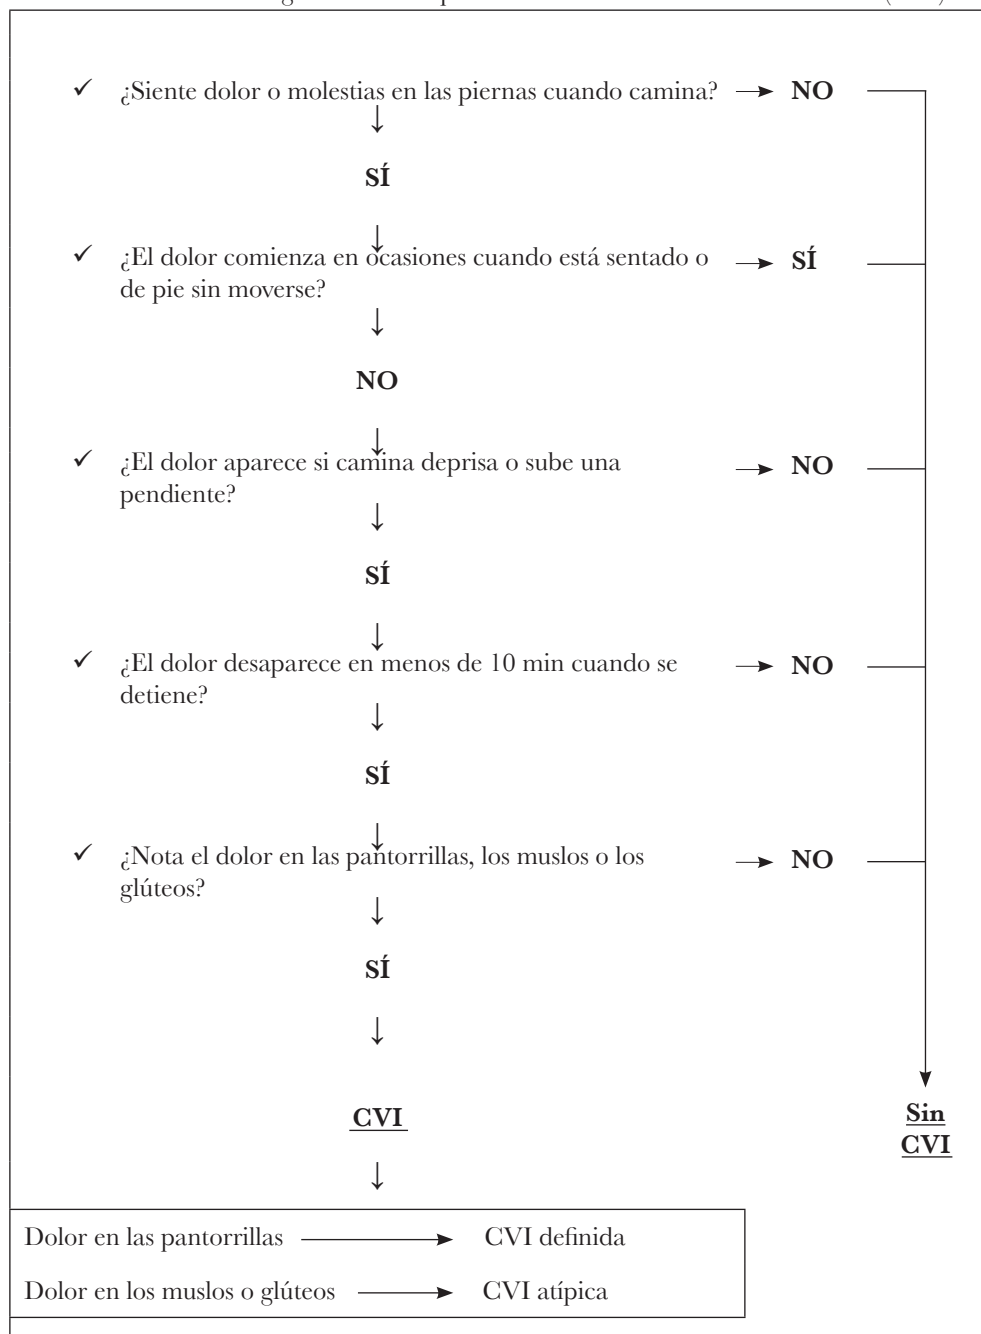 ✓ ¿Siente dolor o molestias en las piernas cuando camina? → NO
↓
SÍ
↓
✓ ¿El dolor comienza en ocasiones cuando está sentado o → SÍ
de pie sin moverse?
↓
NO
↓
✓ ¿El dolor aparece si camina deprisa o sube una → NO
pendiente?
↓
SÍ
↓
✓ ¿El dolor desaparece en menos de 10 min cuando se → NO
detiene?
↓
SÍ
↓
✓ ¿Nota el dolor en las pantorrillas, los muslos o los → NO
glúteos?
↓
SÍ
↓
CVI
Sin
CVI
↓
Dolor en las pantorrillas → CVI definida
Dolor en los muslos o glúteos → CVI atípica